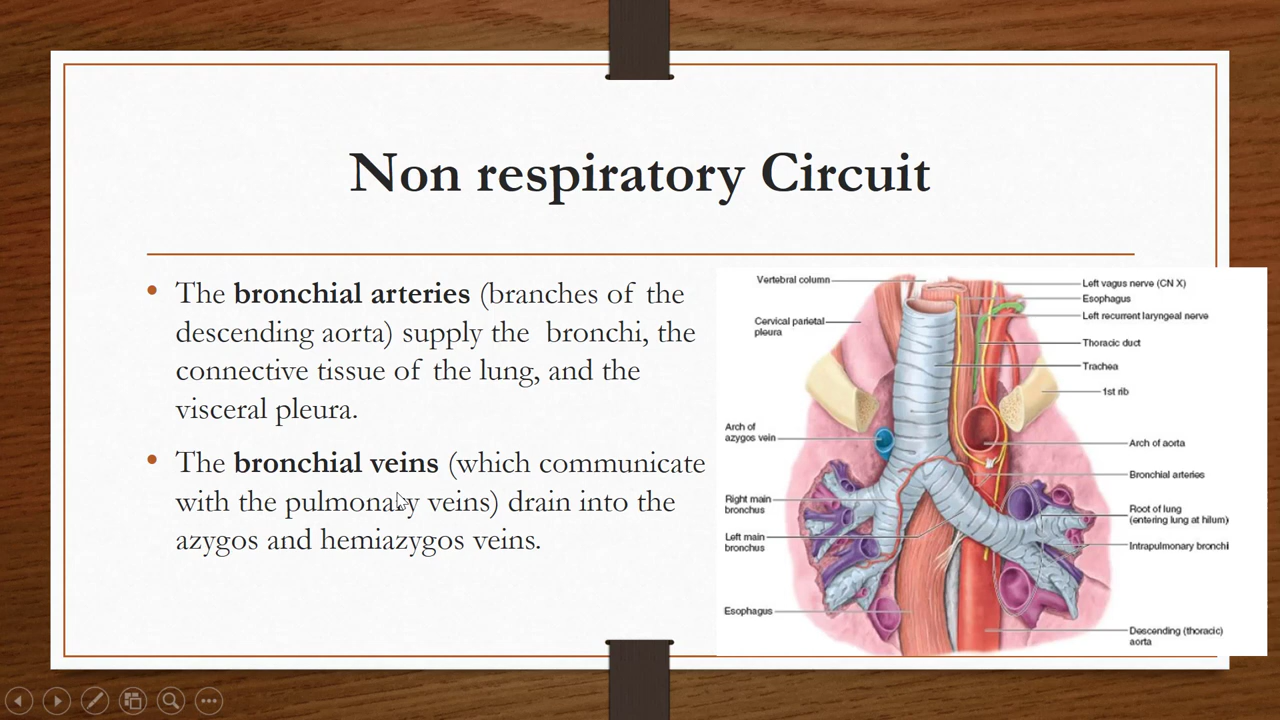 Non respiratory Circuit
• The bronchial arteries (branches of the
descending aorta) supply the bronchi, the
connective tissue of the lung, and the
visceral pleura.
• The bronchial veins (which communicate
with the pulmonary veins) drain into the
azygos and hemiazygos veins.
Vertebral column
Cervical parietal
pleura
Arch of
azygos vein
Right main
bronchus
Left main
bronchus
Esophagus
Left vagus nerve (CN X)
Esophagus
Left recurrent laryngeal nerve
Thoracic duct
Trachea
1st rib
Arch of aorta
Bronchial arteries
Root of lung
(entering lung at hilum)
Intrapulmonary bronchi
Descending (thoracic)
aorta